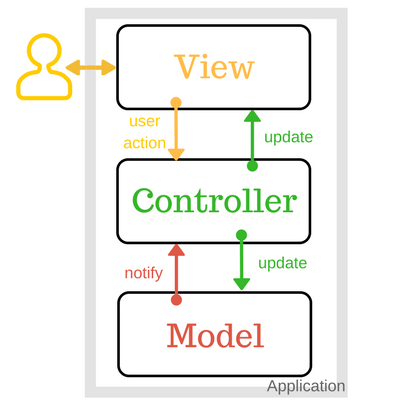 View
user
action
update
Controller
notify
update
Model
Application